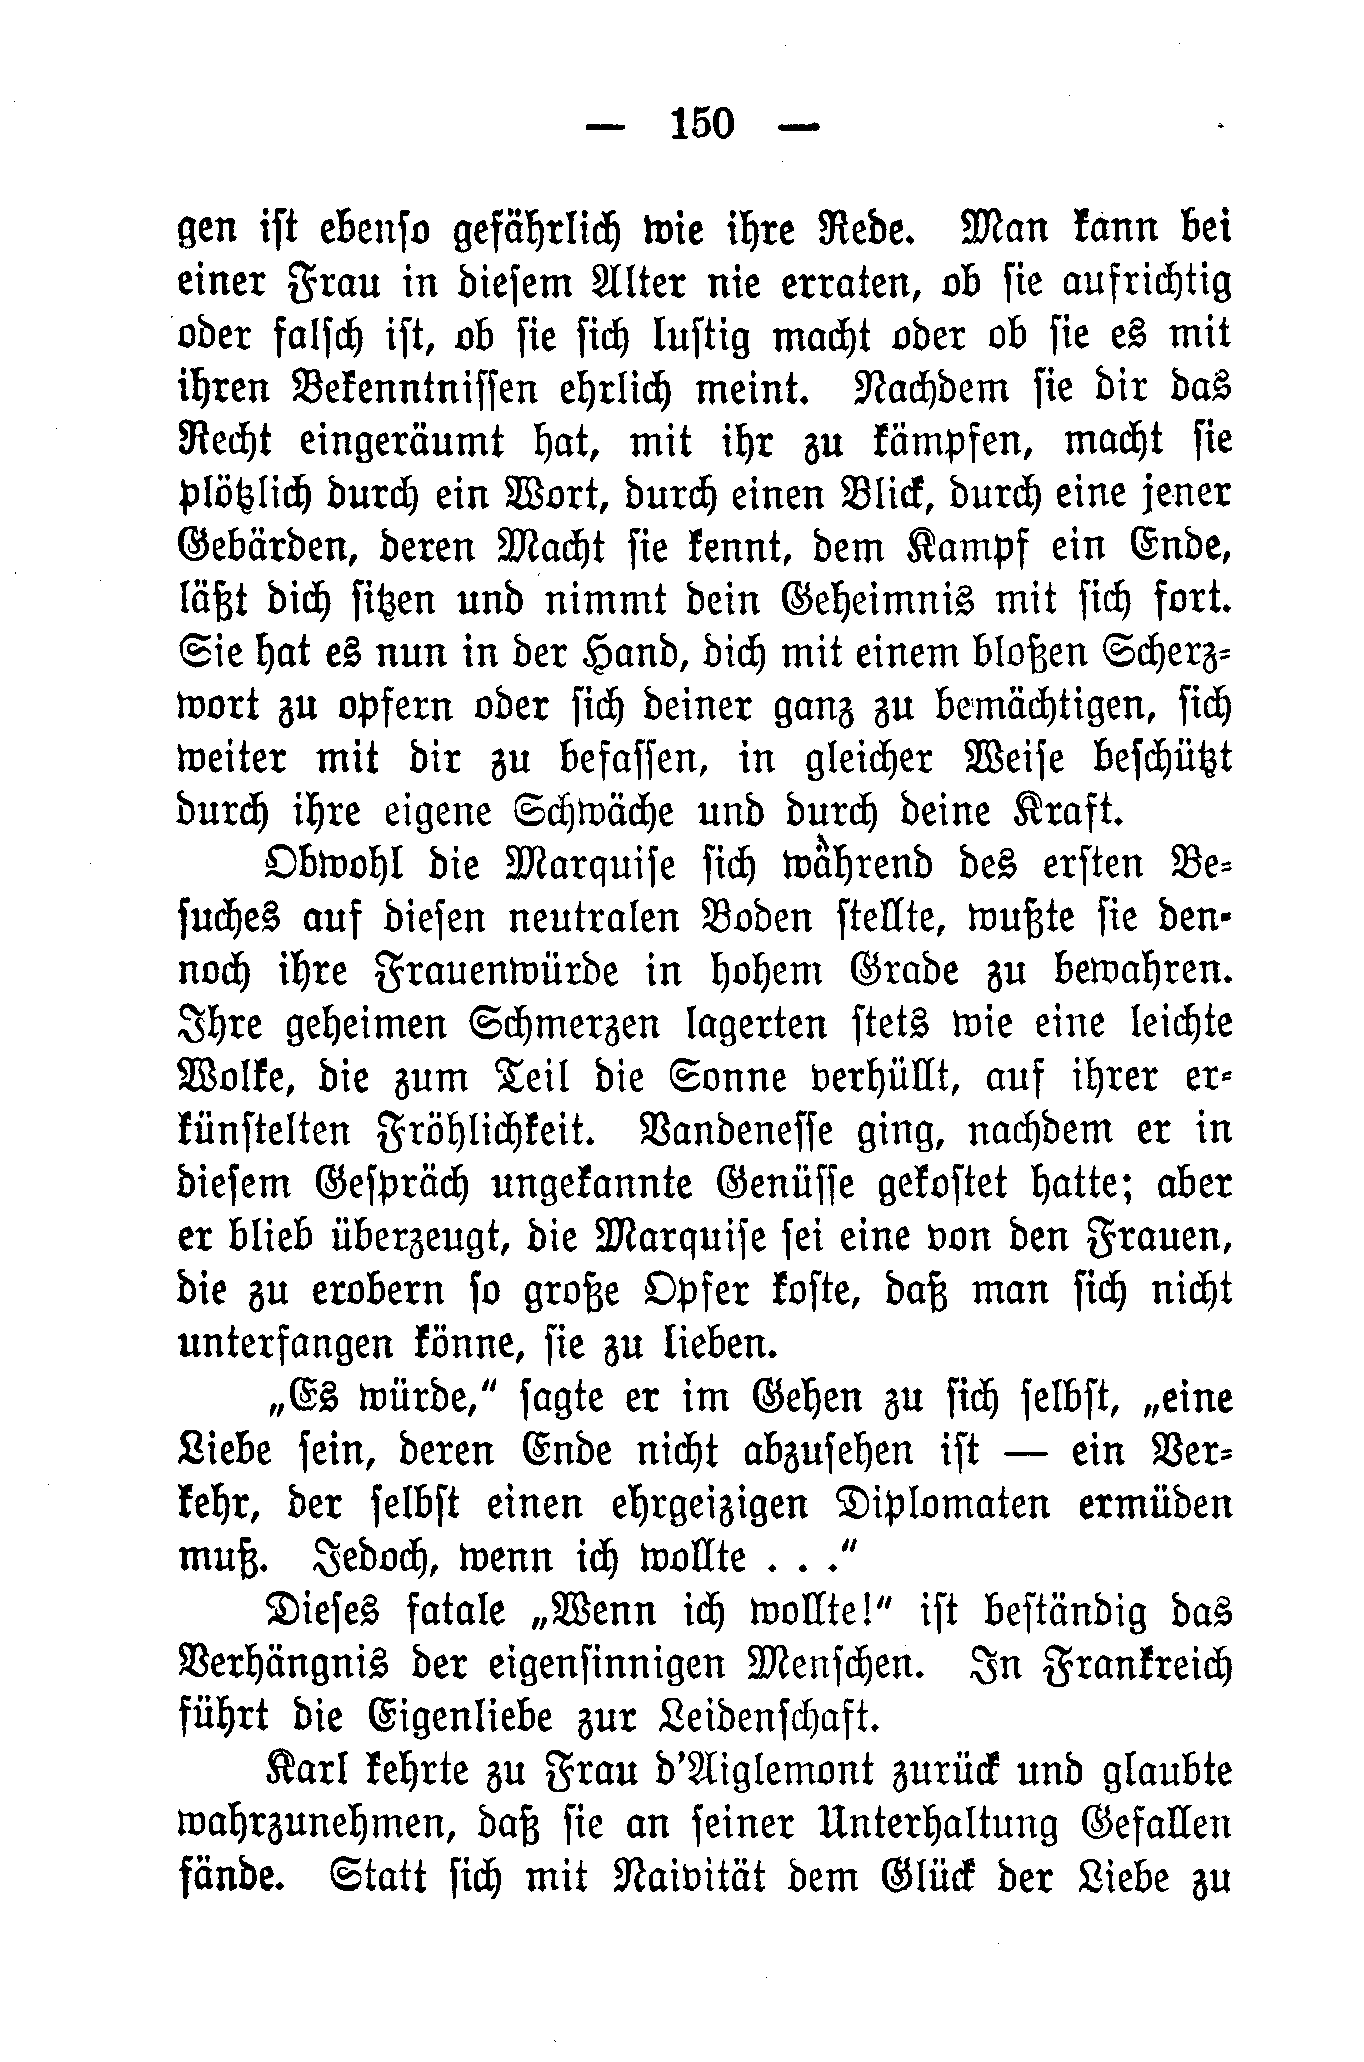 — 150 —
gen ist ebenso gefährlich wie ihre Rede. Man kann bei
einer Frau in diesem Alter nie erraten, ob sie aufrichtig
oder falsch ist, ob sie sich lustig macht oder ob sie es mit
ihren Bekenntnissen ehrlich meint. Nachdem sie dir das
Recht eingeräumt hat, mit ihr zu kämpfen, macht sie
plötzlich durch ein Wort, durch einen Blick, durch eine jener
Gebärden, deren Macht sie kennt, dem Kampf ein Ende,
läßt dich sitzen und nimmt dein Geheimnis mit sich fort.
Sie hat es nun in der Hand, dich mit einem bloßen Scherz-
wort zu opfern oder sich deiner ganz zu bemächtigen, sich
weiter mit dir zu befassen, in gleicher Weise beschützt
durch ihre eigene Schwäche und durch deine Kraft.
Obwohl die Marquise sich während des ersten Be-
suches auf diesen neutralen Boden stellte, wußte sie den-
noch ihre Frauenwürde in hohem Grade zu bewahren.
Ihre geheimen Schmerzen lagerten stets wie eine leichte
Wolke, die zum Teil die Sonne verhüllt, auf ihrer er-
künstelten Fröhlichkeit. Vandenesse ging, nachdem er in
diesem Gespräch ungekannte Genüsse gekostet hatte; aber
er blieb überzeugt, die Marquise sei eine von den Frauen,
die zu erobern so große Opfer koste, daß man sich nicht
unterfangen könne, sie zu lieben.
„Es würde,“ sagte er im Gehen zu sich selbst, „eine
Liebe sein, deren Ende nicht abzusehen ist — ein Ver-
kehr, der selbst einen ehrgeizigen Diplomaten ermüden
muß. Jedoch, wenn ich wollte . . .“
Dieses fatale „Wenn ich wollte!“ ist beständig das
Verhängnis der eigensinnigen Menschen. In Frankreich
führt die Eigenliebe zur Leidenschaft.
Karl kehrte zu Frau d'Aiglemont zurück und glaubte
wahrzunehmen, daß sie an seiner Unterhaltung Gefallen
fände. Statt sich mit Naivität dem Glück der Liebe zu